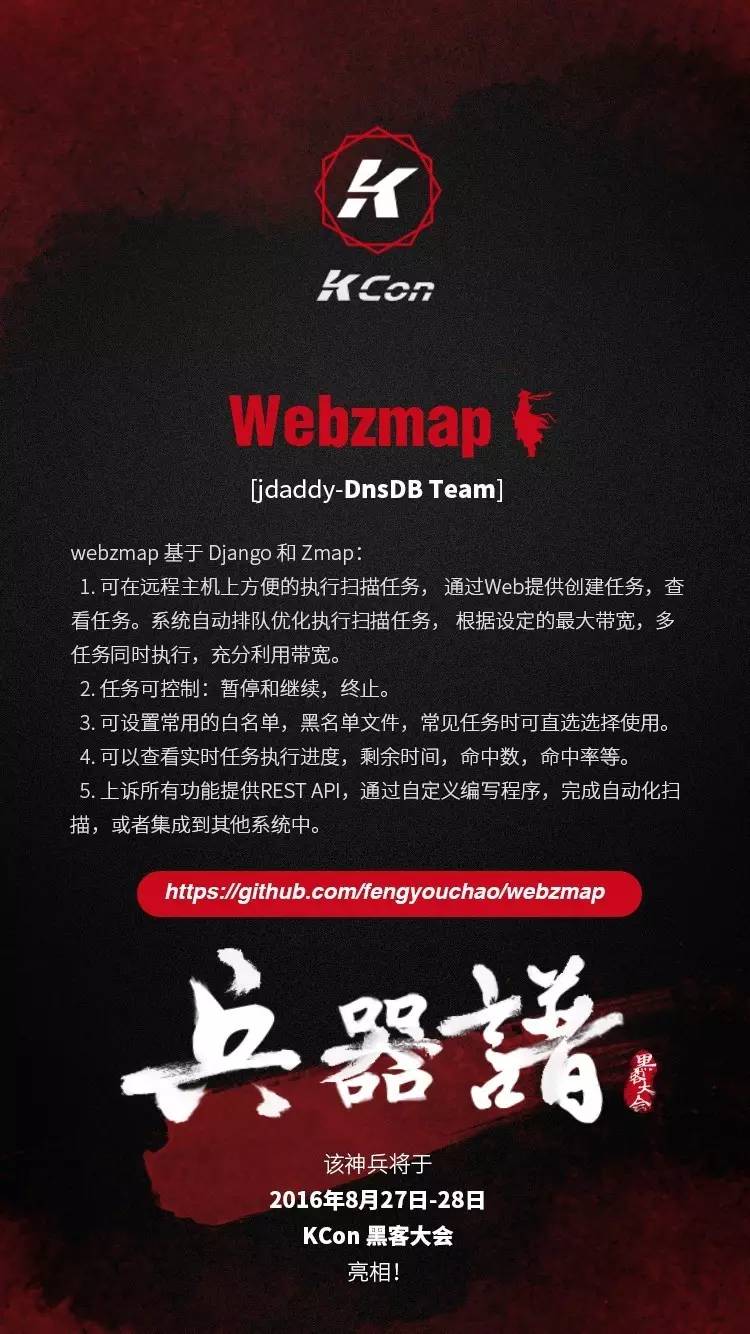 K
KCon
Webzmap
[jdaddy-DnsDB Team]
webzmap 基于 Django 和 Zmap：
1. 可在远程主机上方便的执行扫描任务， 通过Web提供创建任务，查
看任务。系统自动排队优化执行扫描任务， 根据设定的最大带宽，多
任务同时执行，充分利用带宽。
2. 任务可控制：暂停和继续，终止。
3. 可设置常用的白名单，黑名单文件，常见任务时可直选选择使用。
4. 可以查看实时任务执行进度，剩余时间，命中数，命中率等。
5. 上诉所有功能提供REST API，通过自定义编写程序，完成自动化扫
描，或者集成到其他系统中。
https://github.com/fengyouchao/webzmap
兵器譜
黑客大会
该神兵将于
2016年8月27日-28日
KCon 黑客大会
亮相！